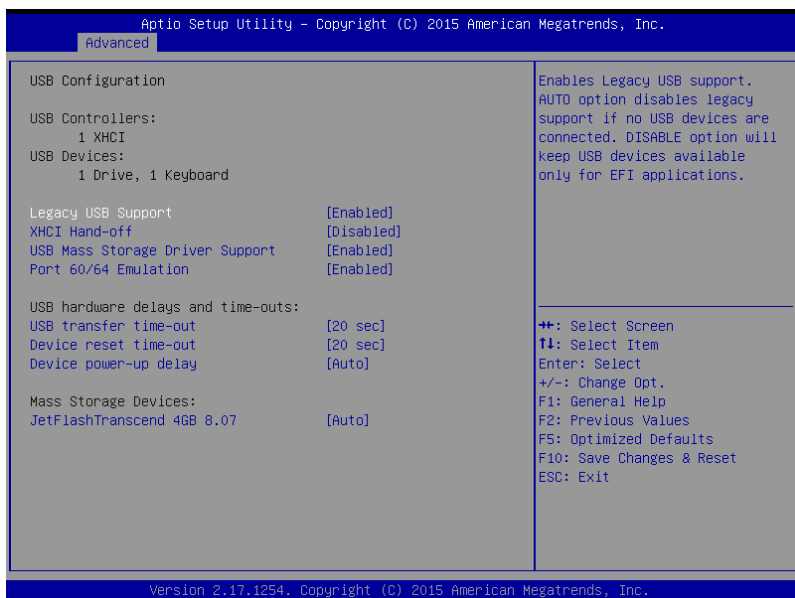 Aptio Setup Utility – Copyright (C) 2015 American Megatrends, Inc.
Advanced
USB Configuration
USB Controllers:
1 XHCI
USB Devices:
1 Drive, 1 Keyboard
Legacy USB Support [Enabled]
XHCI Hand-off [Disabled]
USB Mass Storage Driver Support [Enabled]
Port 60/64 Emulation [Enabled]
USB hardware delays and time-outs:
USB transfer time-out [20 sec]
Device reset time-out [20 sec]
Device power-up delay [Auto]
Mass Storage Devices:
JetFlashTranscend 4GB 8.07 [Auto]
Enables Legacy USB support.
AUTO option disables legacy
support if no USB devices are
connected. DISABLE option will
keep USB devices available
only for EFI applications.
→←: Select Screen
↑↓: Select Item
Enter: Select
+/-: Change Opt.
F1: General Help
F2: Previous Values
F5: Optimized Defaults
F10: Save Changes & Reset
ESC: Exit
Version 2.17.1254. Copyright (C) 2015 American Megatrends, Inc.